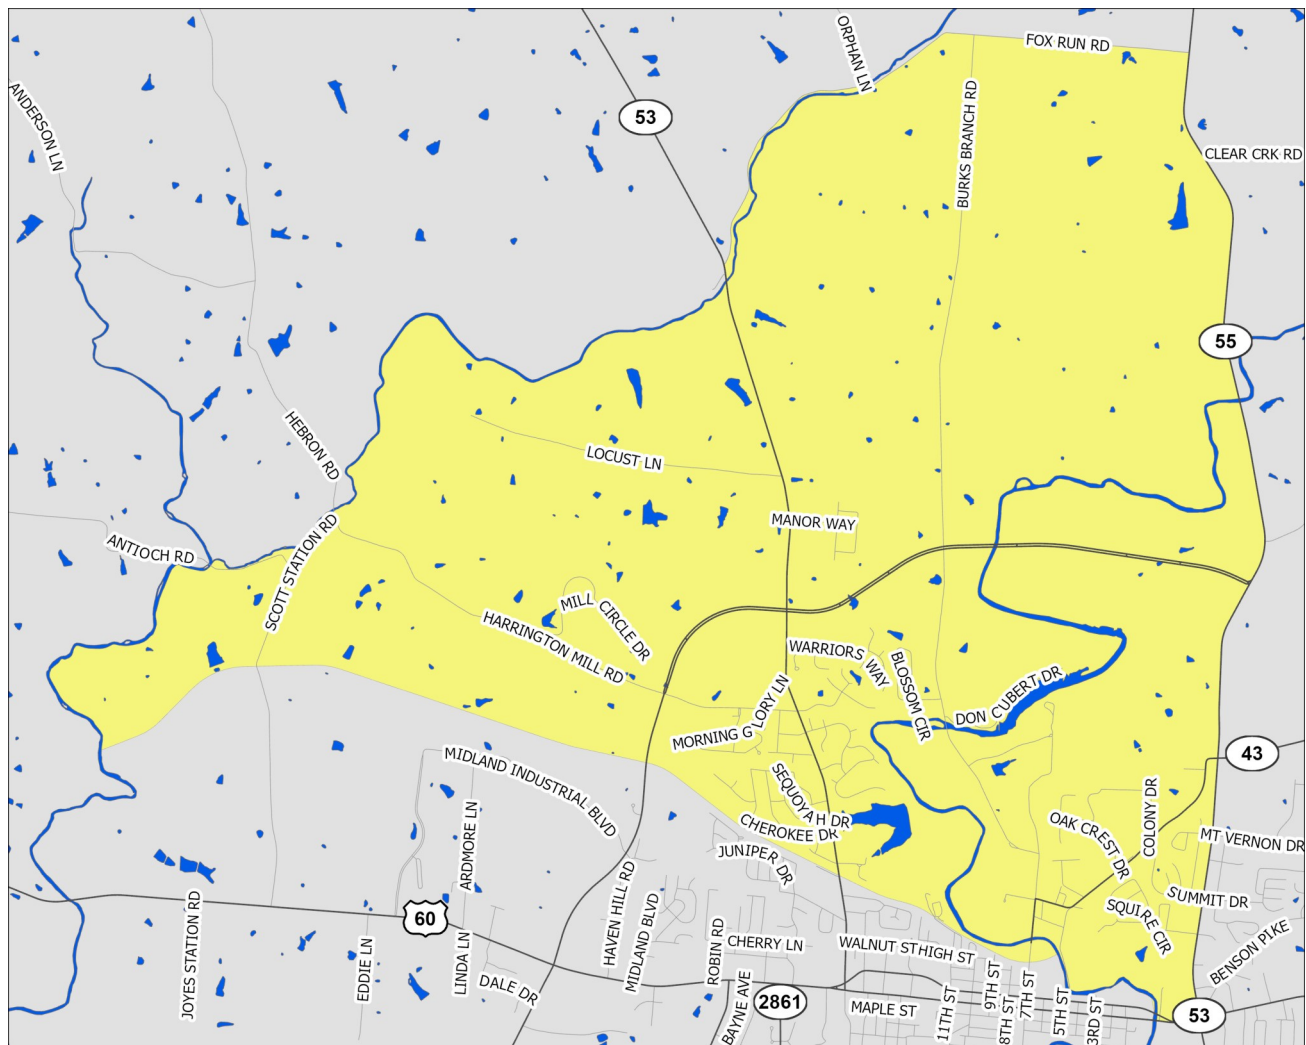 ORPHAN LN
FOX RUN RD
ANDERSON LN
53
BURKS BRANCH RD
CLEAR CRK RD
55
HEBRON RD
LOCUST LN
MANOR WAY
ANTIOCH RD
SCOTT STATION RD
MILL CIRCLE DR
HARRINGTON MILL RD
WARRIORS WAY
BLOSSOM CIR
DON CUBERT DR
MORNING GLORY LN
43
MIDLAND INDUSTRIAL BLVD
SEQUOYAH DR
CHEROKEE DR
COLONY DR
OAK CREST DR
MT VERNON DR
ARDMORE LN
JUNIPER DR
SUMMIT DR
SQUIRE CIR
60
HAVEN HILL RD
MIDLAND BLVD
JOYES STATION RD
EDDIE LN
LINDA LN
DALE DR
ROBIN RD
CHERRY LN
WALNUT ST
HIGH ST
BENSON PIKE
BAYNE AVE
2861
MAPLE ST
11TH ST
9TH ST
8TH ST
7TH ST
5TH ST
3RD ST
53